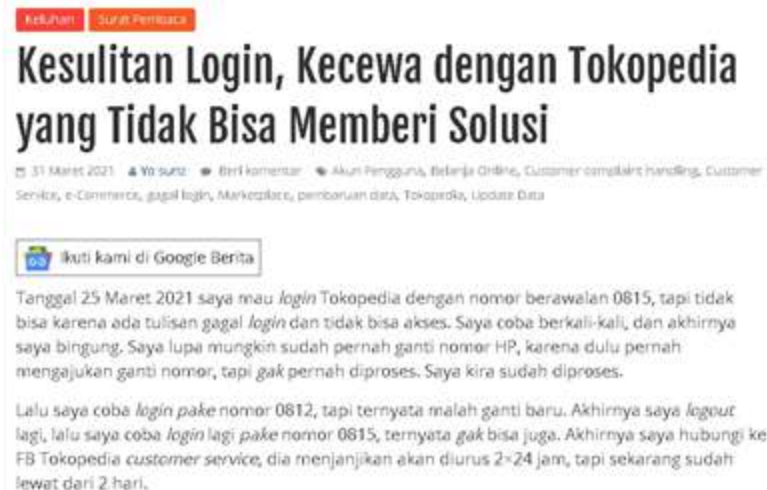 Keluhan Surat Pembaca
Kesulitan Login, Kecewa dengan Tokopedia
yang Tidak Bisa Memberi Solusi
31 Maret 2021 Yo sunz Beri komentar Akun Pengguna, Belanja Online, Customer complaint handling, Customer
Service, e-Commerce, gagal login, Marketplace, pembaruan data, Tokopedia, Update Data
Ikuti kami di Google Berita
Tanggal 25 Maret 2021 saya mau login Tokopedia dengan nomor berawalan 0815, tapi tidak
bisa karena ada tulisan gagal login dan tidak bisa akses. Saya coba berkali-kali, dan akhirnya
saya bingung. Saya lupa mungkin sudah pernah ganti nomor HP, karena dulu pernah
mengajukan ganti nomor, tapi gak pernah diproses. Saya kira sudah diproses.
Lalu saya coba login pake nomor 0812, tapi ternyata malah ganti baru. Akhirnya saya logout
lagi, lalu saya coba login lagi pake nomor 0815, ternyata gak bisa juga. Akhirnya saya hubungi ke
FB Tokopedia customer service, dia menjanjikan akan diurus 2×24 jam, tapi sekarang sudah
lewat dari 2 hari.